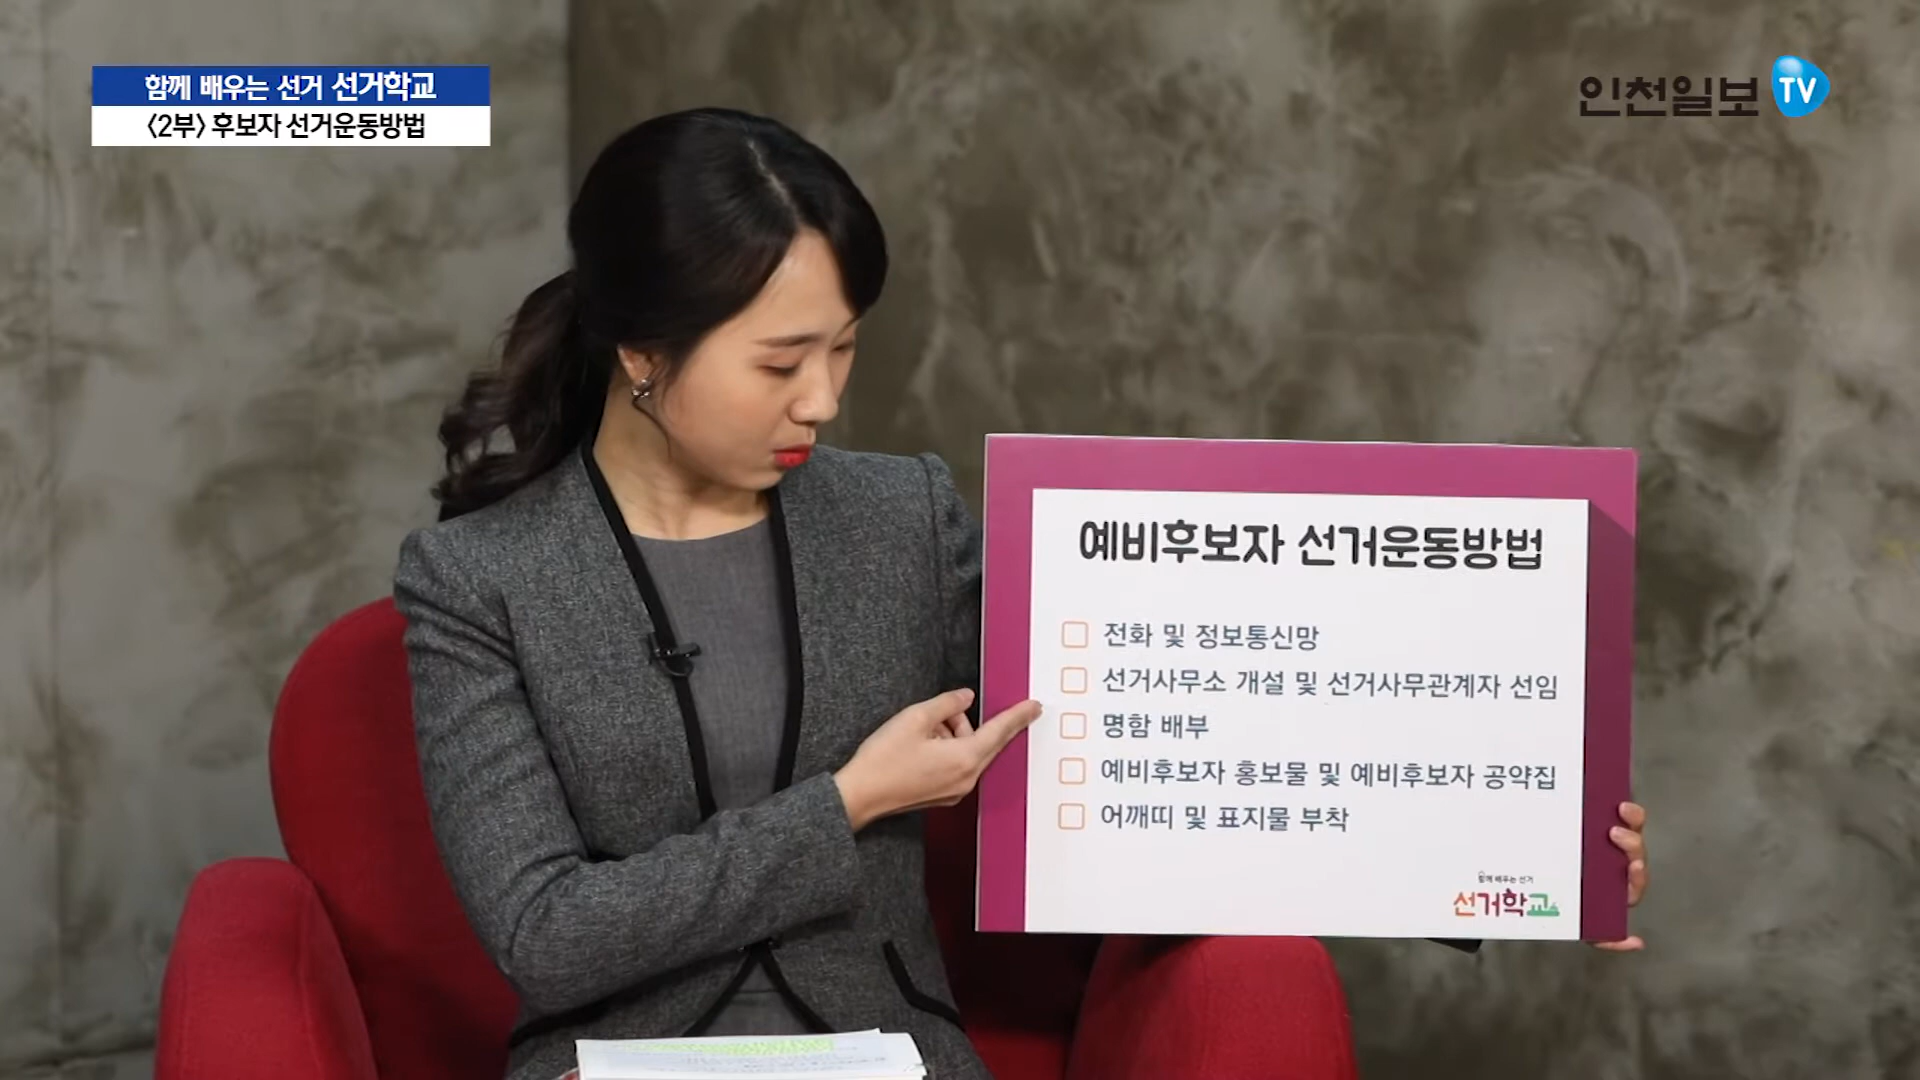 함께 배우는 선거 선거학교
<2부> 후보자 선거운동방법
인천일보 TV
예비후보자 선거운동방법
전화 및 정보통신망
선거사무소 개설 및 선거사무관계자 선임
명함 배부
예비후보자 홍보물 및 예비후보자 공약집
어깨띠 및 표지물 부착
함께 배우는 선거
선거학교